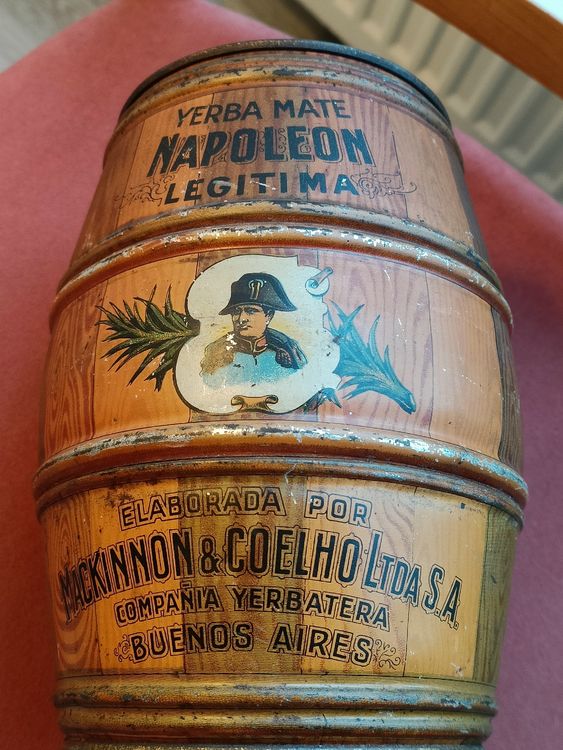 YERBA MATE
NAPOLEON
LEGITIMA
ELABORADA POR
MACKINNON & COELHO LTDA S.A.
COMPAÑIA YERBATERA
BUENOS AIRES